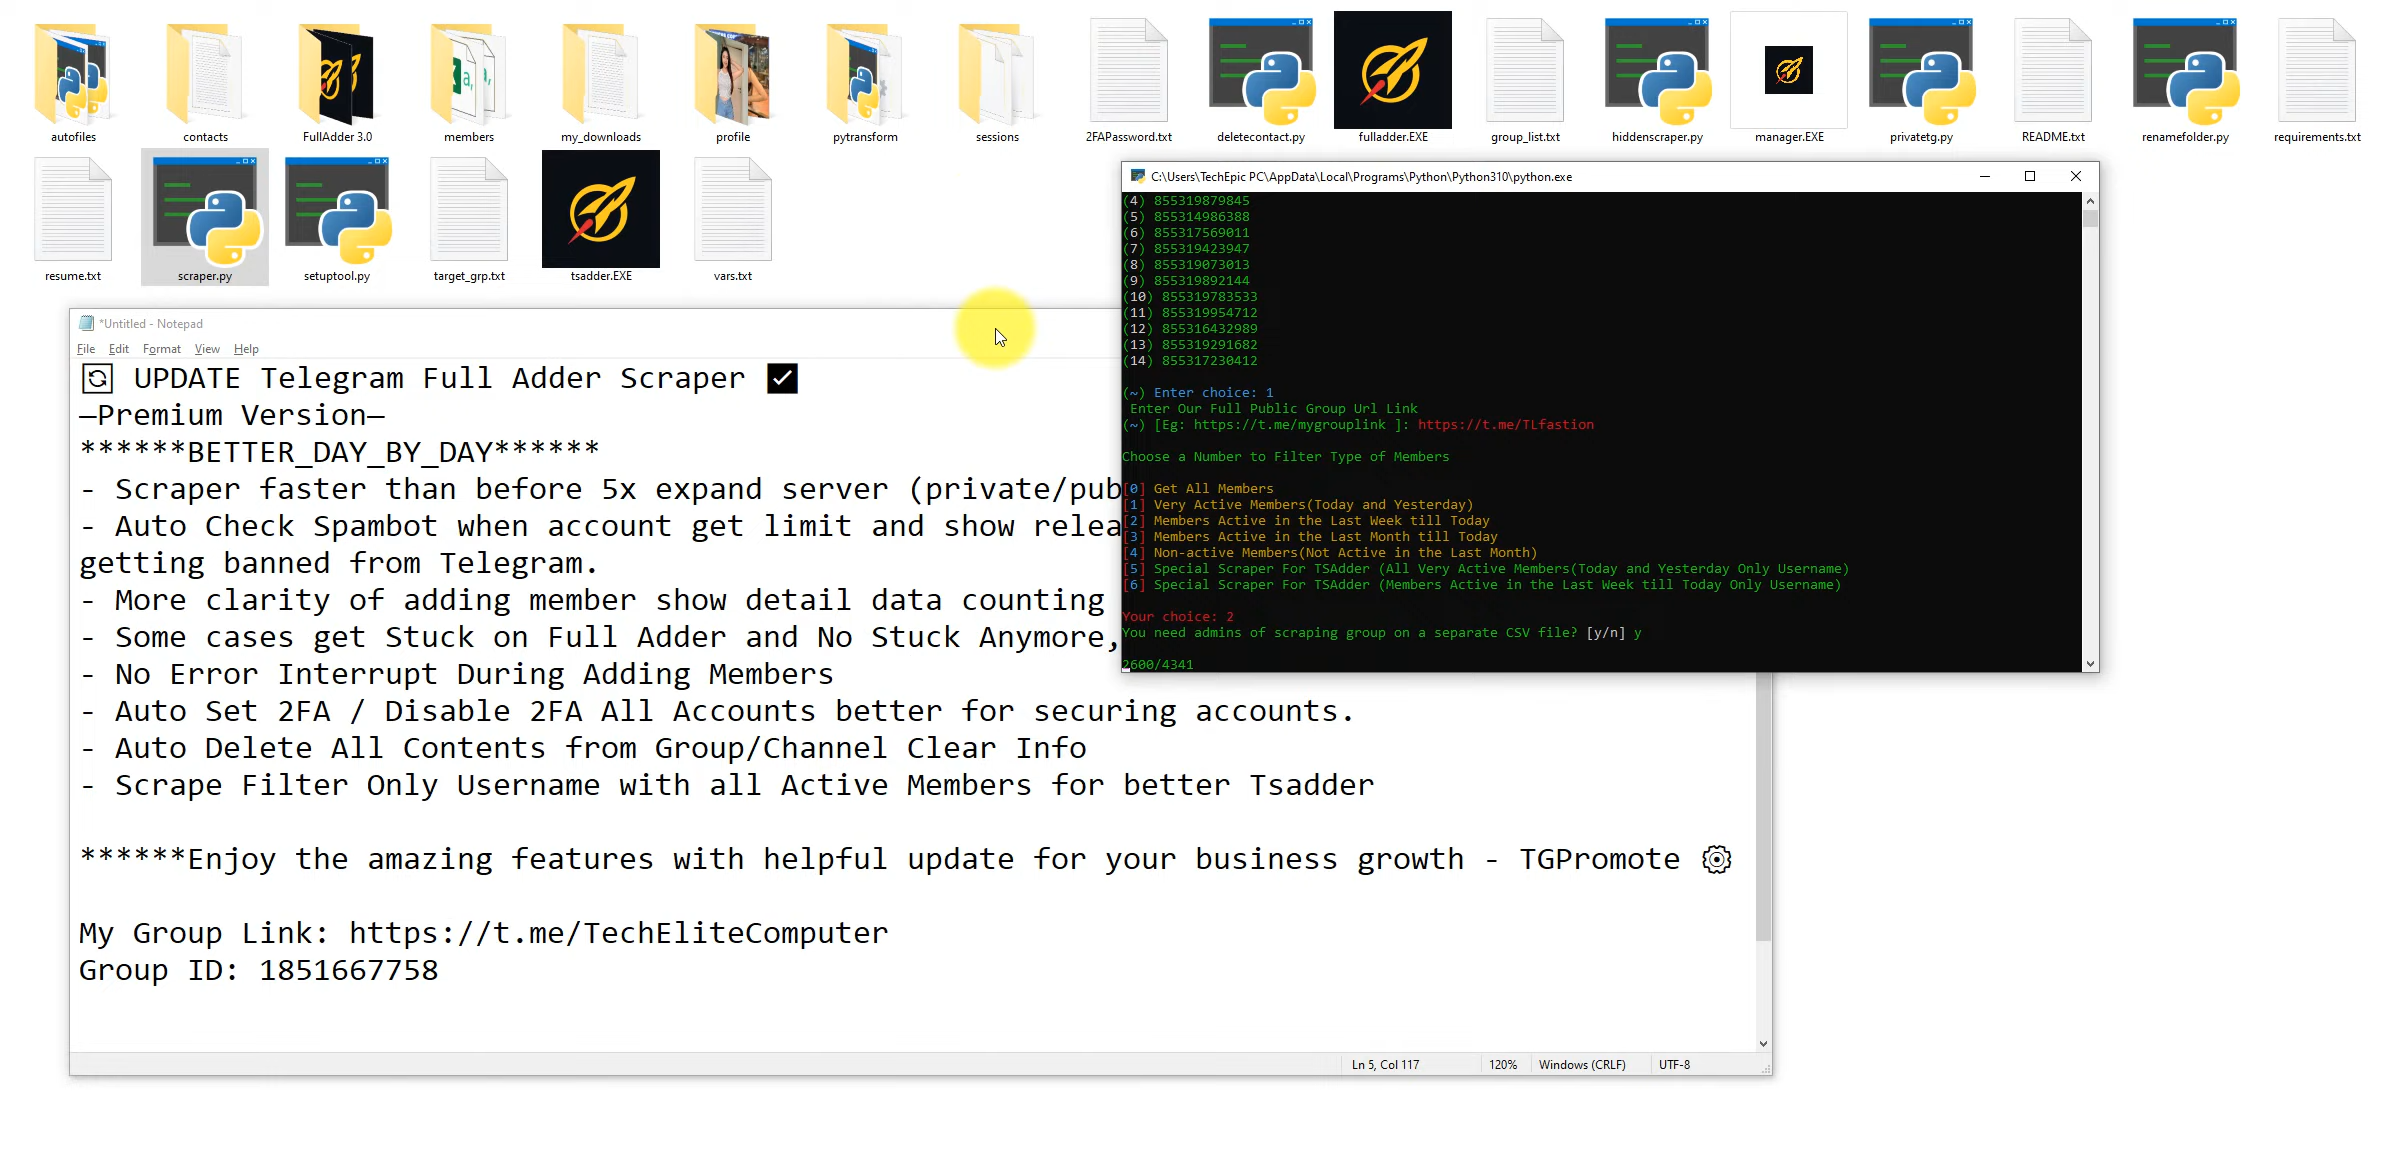 autofiles
contacts
FullAdder 3.0
members
my_downloads
profile
pytransform
sessions
2FAPassword.txt
deletecontact.py
fulladder.EXE
group_list.txt
hiddenscraper.py
manager.EXE
privatetg.py
README.txt
renamefolder.py
requirements.txt
resume.txt
scraper.py
setuptool.py
target_grp.txt
tsadder.EXE
vars.txt
C:\Users\TechEpic PC\AppData\Local\Programs\Python\Python310\python.exe
(4) 855319879845
(5) 855314986388
(6) 855317569011
(7) 855319423947
(8) 855319073013
(9) 855319892144
(10) 855319783533
(11) 855319954712
(12) 855316432989
(13) 855319291682
(14) 855317230412
(~) Enter choice: 1
Enter Our Full Public Group Url Link
(~) [Eg: https://t.me/mygrouplink ]: https://t.me/TLfastion
Choose a Number to Filter Type of Members
[0] Get All Members
[1] Very Active Members(Today and Yesterday)
[2] Members Active in the Last Week till Today
[3] Members Active in the Last Month till Today
[4] Non-active Members(Not Active in the Last Month)
[5] Special Scraper For TSAdder (All Very Active Members(Today and Yesterday Only Username)
[6] Special Scraper For TSAdder (Members Active in the Last Week till Today Only Username)
Your choice: 2
You need admins of scraping group on a separate CSV file? [y/n] y
2600/4341
*Untitled - Notepad
File Edit Format View Help
UPDATE Telegram Full Adder Scraper
—Premium Version—
******BETTER_DAY_BY_DAY******
- Scraper faster than before 5x expand server (private/pub
- Auto Check Spambot when account get limit and show relea
getting banned from Telegram.
- More clarity of adding member show detail data counting
- Some cases get Stuck on Full Adder and No Stuck Anymore,
- No Error Interrupt During Adding Members
- Auto Set 2FA / Disable 2FA All Accounts better for securing accounts.
- Auto Delete All Contents from Group/Channel Clear Info
- Scrape Filter Only Username with all Active Members for better Tsadder
******Enjoy the amazing features with helpful update for your business growth - TGPromote
My Group Link: https://t.me/TechEliteComputer
Group ID: 1851667758
Ln 5, Col 117 120% Windows (CRLF) UTF-8